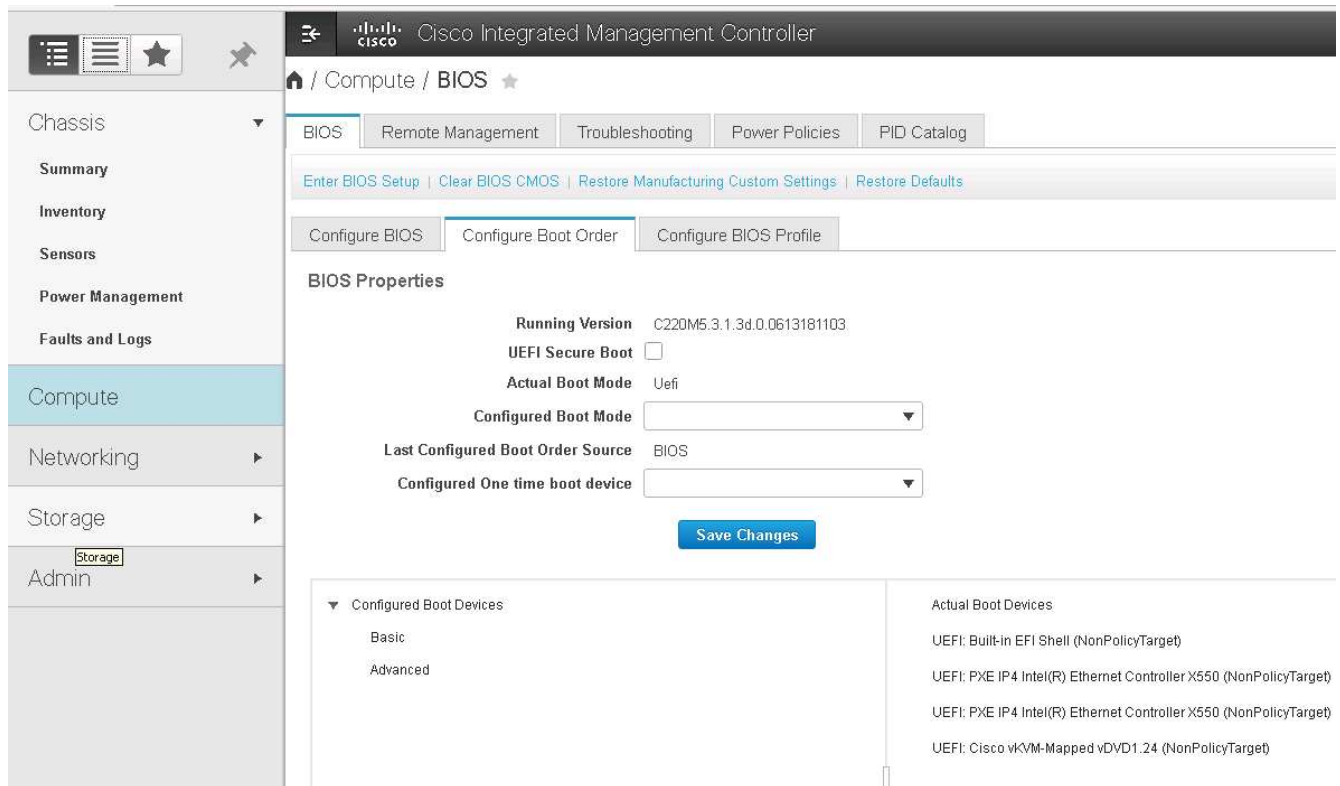 cisco Cisco Integrated Management Controller
/ Compute / BIOS
Chassis
Summary
Inventory
Sensors
Power Management
Faults and Logs
Compute
Networking
Storage
Storage
Admin
BIOS Remote Management Troubleshooting Power Policies PID Catalog
Enter BIOS Setup | Clear BIOS CMOS | Restore Manufacturing Custom Settings | Restore Defaults
Configure BIOS Configure Boot Order Configure BIOS Profile
BIOS Properties
Running Version C220M5.3.1.3d.0.0613181103
UEFI Secure Boot
Actual Boot Mode Uefi
Configured Boot Mode
Last Configured Boot Order Source BIOS
Configured One time boot device
Save Changes
Configured Boot Devices
Basic
Advanced
Actual Boot Devices
UEFI: Built-in EFI Shell (NonPolicyTarget)
UEFI: PXE IP4 Intel(R) Ethernet Controller X550 (NonPolicyTarget)
UEFI: PXE IP4 Intel(R) Ethernet Controller X550 (NonPolicyTarget)
UEFI: Cisco vKVM-Mapped vDVD1.24 (NonPolicyTarget)